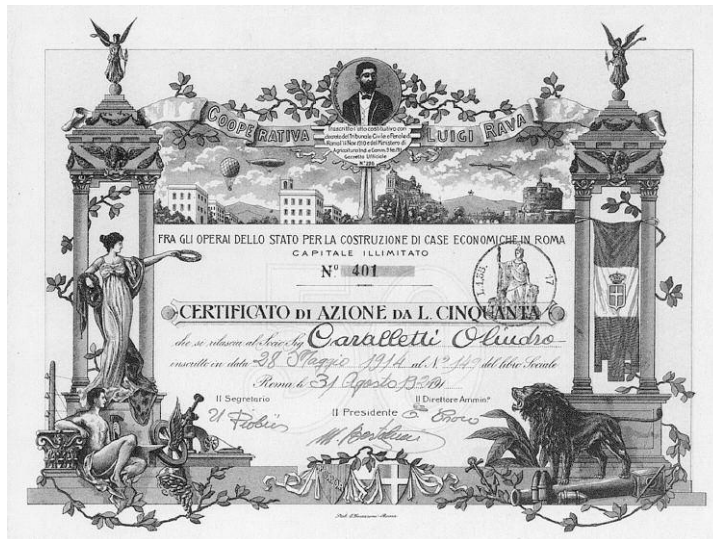 COOPERATIVA LUIGI RAVA
FRA GLI OPERAI DELLO STATO PER LA COSTRUZIONE DI CASE ECONOMICHE IN ROMA
CAPITALE ILLIMITATO
Nº 401
CERTIFICATO DI AZIONE DA L. CINQUANTA
che si rilascia al Socio Sig. Cavalletti Olindro
inscritto in data 28 Maggio 1914 al Nº 149 del libro Sociale
Roma li 31 Agosto
Il Segretario Il Presidente Il Direttore Ammin.º